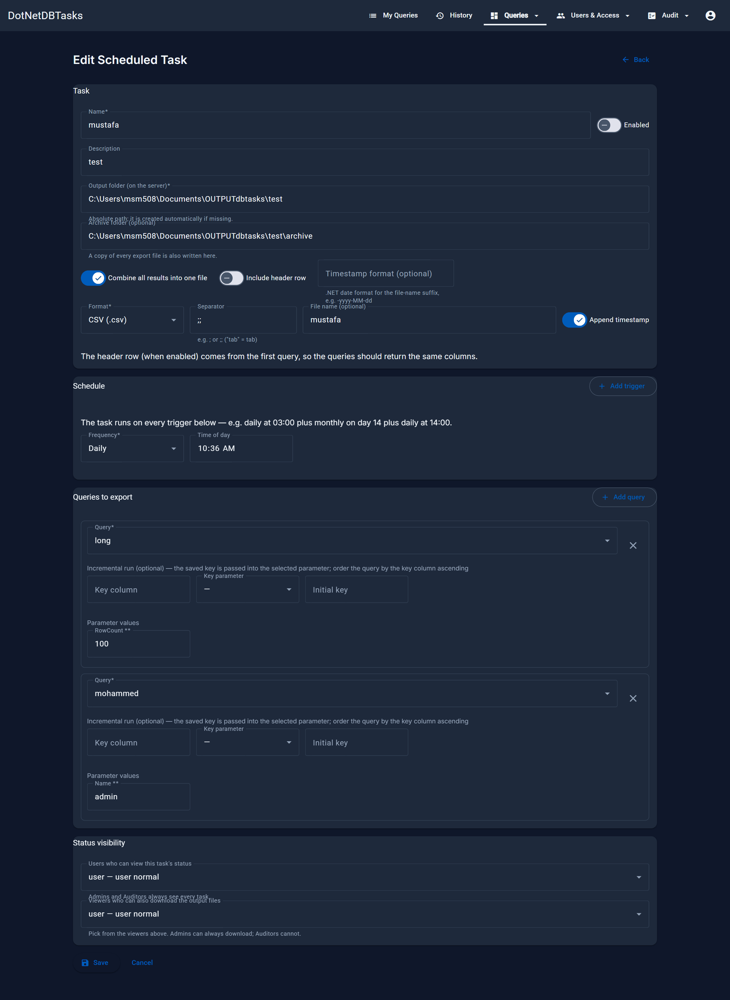 DotNetDBTasks
My Queries
History
Queries
Users & Access
Audit
Edit Scheduled Task
Back
Task
Name*
mustafa
Enabled
Description
test
Output folder (on the server)*
C:\Users\msm508\Documents\OUTPUTdbtasks\test
Absolute path; it is created automatically if missing.
Archive folder (optional)
C:\Users\msm508\Documents\OUTPUTdbtasks\test\archive
A copy of every export file is also written here.
Combine all results into one file
Include header row
Timestamp format (optional)
.NET date format for the file-name suffix,
e.g. -yyyy-MM-dd
Format*
CSV (.csv)
Separator
;;
e.g. ; or ;; ("tab" = tab)
File name (optional)
mustafa
Append timestamp
The header row (when enabled) comes from the first query, so the queries should return the same columns.
Schedule
Add trigger
The task runs on every trigger below — e.g. daily at 03:00 plus monthly on day 14 plus daily at 14:00.
Frequency*
Daily
Time of day
10:36 AM
Queries to export
Add query
Query*
long
Incremental run (optional) — the saved key is passed into the selected parameter; order the query by the key column ascending
Key column
Key parameter
—
Initial key
Parameter values
RowCount **
100
Query*
mohammed
Incremental run (optional) — the saved key is passed into the selected parameter; order the query by the key column ascending
Key column
Key parameter
—
Initial key
Parameter values
Name **
admin
Status visibility
Users who can view this task's status
user — user normal
Admins and Auditors always see every task.
Viewers who can also download the output files
user — user normal
Pick from the viewers above. Admins can always download; Auditors cannot.
Save
Cancel